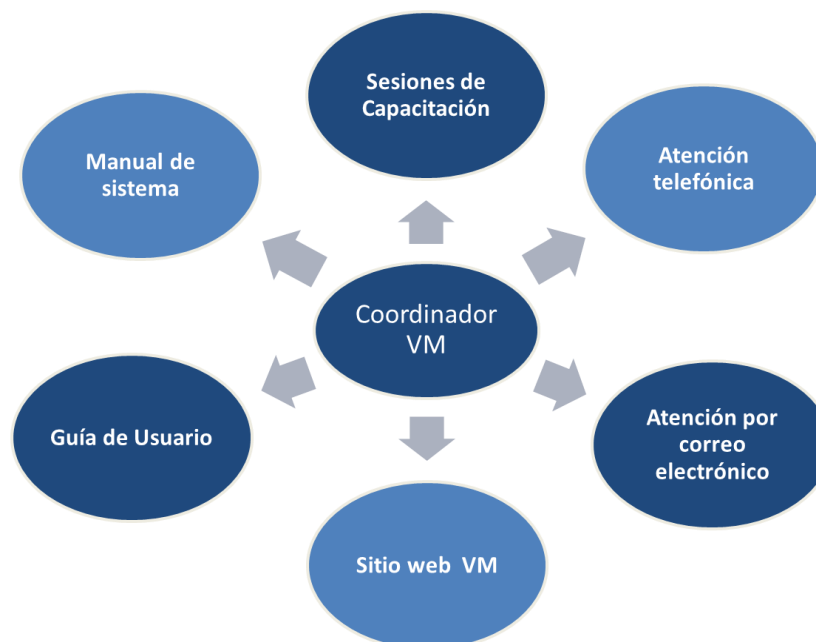 Sesiones de
Capacitación
Manual de
sistema
Atención
telefónica
Coordinador
VM
Guía de Usuario
Atención por
correo
electrónico
Sitio web  VM